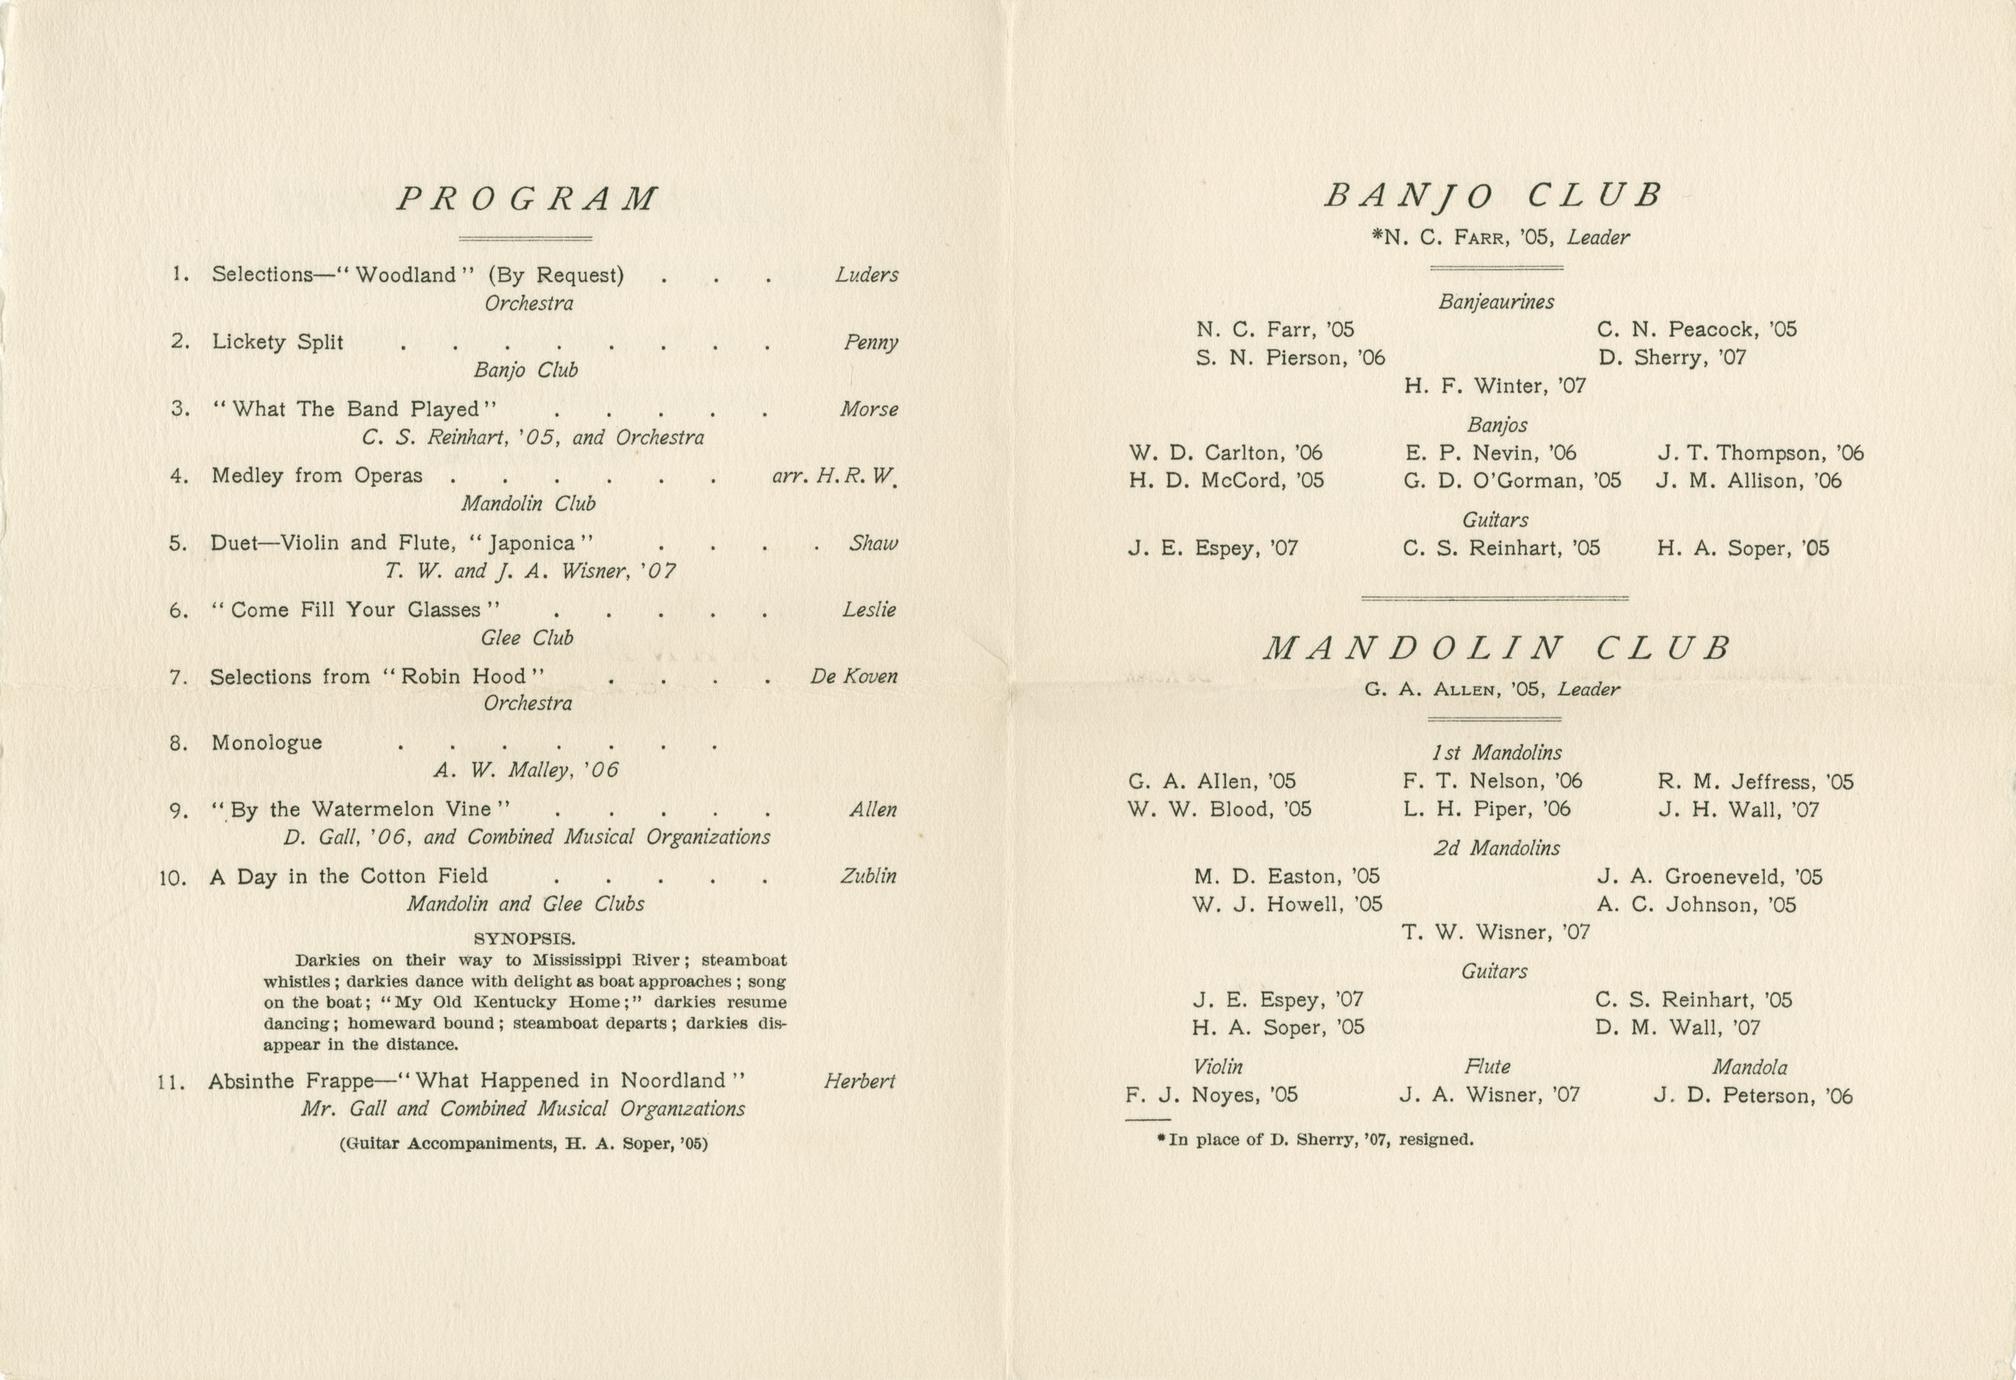 PROGRAM
1. Selections—“Woodland” (By Request) . . . Luders
Orchestra
2. Lickety Split . . . . . . . . Penny
Banjo Club
3. “What The Band Played” . . . . . Morse
C. S. Reinhart, ’05, and Orchestra
4. Medley from Operas . . . . . . arr. H. R. W.
Mandolin Club
5. Duet—Violin and Flute, “Japonica” . . . . Shaw
T. W. and J. A. Wisner, ’07
6. “Come Fill Your Glasses” . . . . . Leslie
Glee Club
7. Selections from “Robin Hood” . . . . De Koven
Orchestra
8. Monologue . . . . . . .
A. W. Malley, ’06
9. “By the Watermelon Vine” . . . . . Allen
D. Gall, ’06, and Combined Musical Organizations
10. A Day in the Cotton Field . . . . . Zublin
Mandolin and Glee Clubs
SYNOPSIS.
Darkies on their way to Mississippi River; steamboat
whistles; darkies dance with delight as boat approaches; song
on the boat; “My Old Kentucky Home;” darkies resume
dancing; homeward bound; steamboat departs; darkies dis-
appear in the distance.
11. Absinthe Frappe—“What Happened in Noordland” Herbert
Mr. Gall and Combined Musical Organizations
(Guitar Accompaniments, H. A. Soper, ’05)
BANJO CLUB
*N. C. FARR, ’05, Leader
Banjeaurines
N. C. Farr, ’05 C. N. Peacock, ’05
S. N. Pierson, ’06 D. Sherry, ’07
H. F. Winter, ’07
Banjos
W. D. Carlton, ’06 E. P. Nevin, ’06 J. T. Thompson, ’06
H. D. McCord, ’05 G. D. O’Gorman, ’05 J. M. Allison, ’06
Guitars
J. E. Espey, ’07 C. S. Reinhart, ’05 H. A. Soper, ’05
MANDOLIN CLUB
G. A. ALLEN, ’05, Leader
1st Mandolins
G. A. Allen, ’05 F. T. Nelson, ’06 R. M. Jeffress, ’05
W. W. Blood, ’05 L. H. Piper, ’06 J. H. Wall, ’07
2d Mandolins
M. D. Easton, ’05 J. A. Groeneveld, ’05
W. J. Howell, ’05 A. C. Johnson, ’05
T. W. Wisner, ’07
Guitars
J. E. Espey, ’07 C. S. Reinhart, ’05
H. A. Soper, ’05 D. M. Wall, ’07
Violin Flute Mandola
F. J. Noyes, ’05 J. A. Wisner, ’07 J. D. Peterson, ’06
*In place of D. Sherry, ’07, resigned.